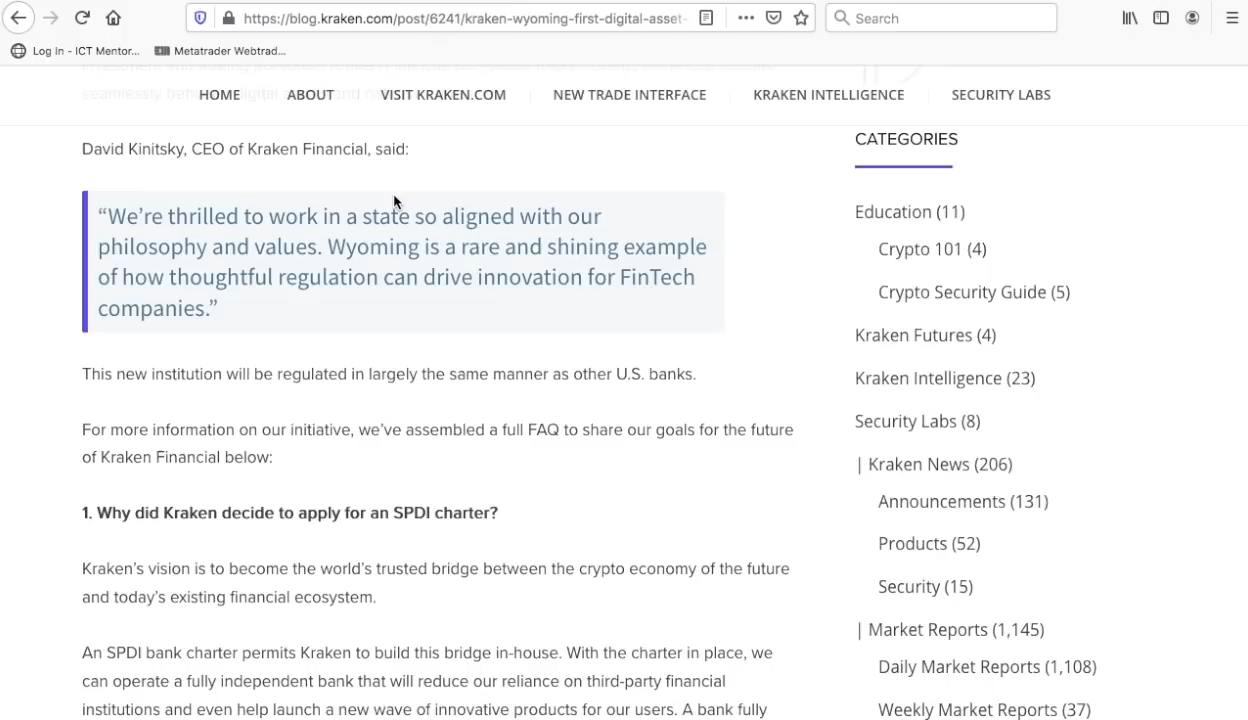 https://blog.kraken.com/post/6241/kraken-wyoming-first-digital-asset-
Search
Log In - ICT Mentor...
Metatrader Webtrad...
HOME
ABOUT
VISIT KRAKEN.COM
NEW TRADE INTERFACE
KRAKEN INTELLIGENCE
SECURITY LABS
David Kinitsky, CEO of Kraken Financial, said:
“We’re thrilled to work in a state so aligned with our
philosophy and values. Wyoming is a rare and shining example
of how thoughtful regulation can drive innovation for FinTech
companies.”
This new institution will be regulated in largely the same manner as other U.S. banks.
For more information on our initiative, we’ve assembled a full FAQ to share our goals for the future
of Kraken Financial below:
1. Why did Kraken decide to apply for an SPDI charter?
Kraken’s vision is to become the world’s trusted bridge between the crypto economy of the future
and today’s existing financial ecosystem.
An SPDI bank charter permits Kraken to build this bridge in-house. With the charter in place, we
can operate a fully independent bank that will reduce our reliance on third-party financial
institutions and even help launch a new wave of innovative products for our users. A bank fully
CATEGORIES
Education (11)
Crypto 101 (4)
Crypto Security Guide (5)
Kraken Futures (4)
Kraken Intelligence (23)
Security Labs (8)
| Kraken News (206)
Announcements (131)
Products (52)
Security (15)
| Market Reports (1,145)
Daily Market Reports (1,108)
Weekly Market Reports (37)